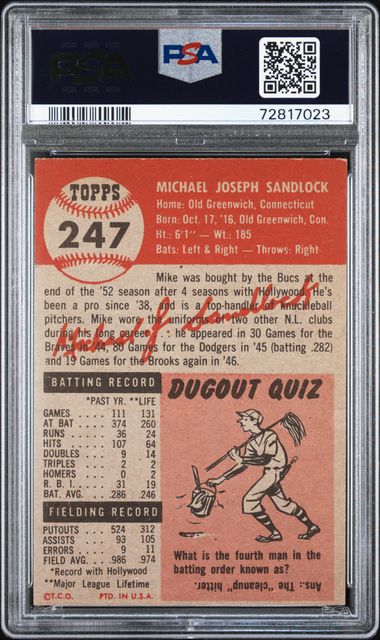 PSA
PSA
72817023
TOPPS
247
MICHAEL JOSEPH SANDLOCK
Home: Old Greenwich, Connecticut
Born: Oct. 17, '16, Old Greenwich, Con.
Ht.: 6'1" — Wt.: 185
Bats: Left & Right — Throws: Right
Mike was bought by the Bucs at the
end of the '52 season after 4 seasons with Hollywood. He's
been a pro since '38, and is a top-handler of knuckleball
pitchers. Mike wore the uniforms of two other N.L. clubs
during his long career . . . he appeared in 30 Games for the
Braves in '44, 80 Games for the Dodgers in '45 (batting .282)
and 19 Games for the Brooks again in '46.
BATTING RECORD
*PAST YR. **LIFE
GAMES 111 131
AT BAT 374 260
RUNS 36 24
HITS 107 64
DOUBLES 9 14
TRIPLES 2 2
HOMERS 0 2
R. B. I. 31 19
BAT. AVG. .286 .246
FIELDING RECORD
PUTOUTS 524 312
ASSISTS 93 105
ERRORS 9 11
FIELD AVG. .986 .974
*Record with Hollywood
**Major League Lifetime
©T.C.G. PTD. IN U.S.A.
DUGOUT QUIZ
What is the fourth man in the
batting order known as?
Ans.: The "cleanup" hitter.